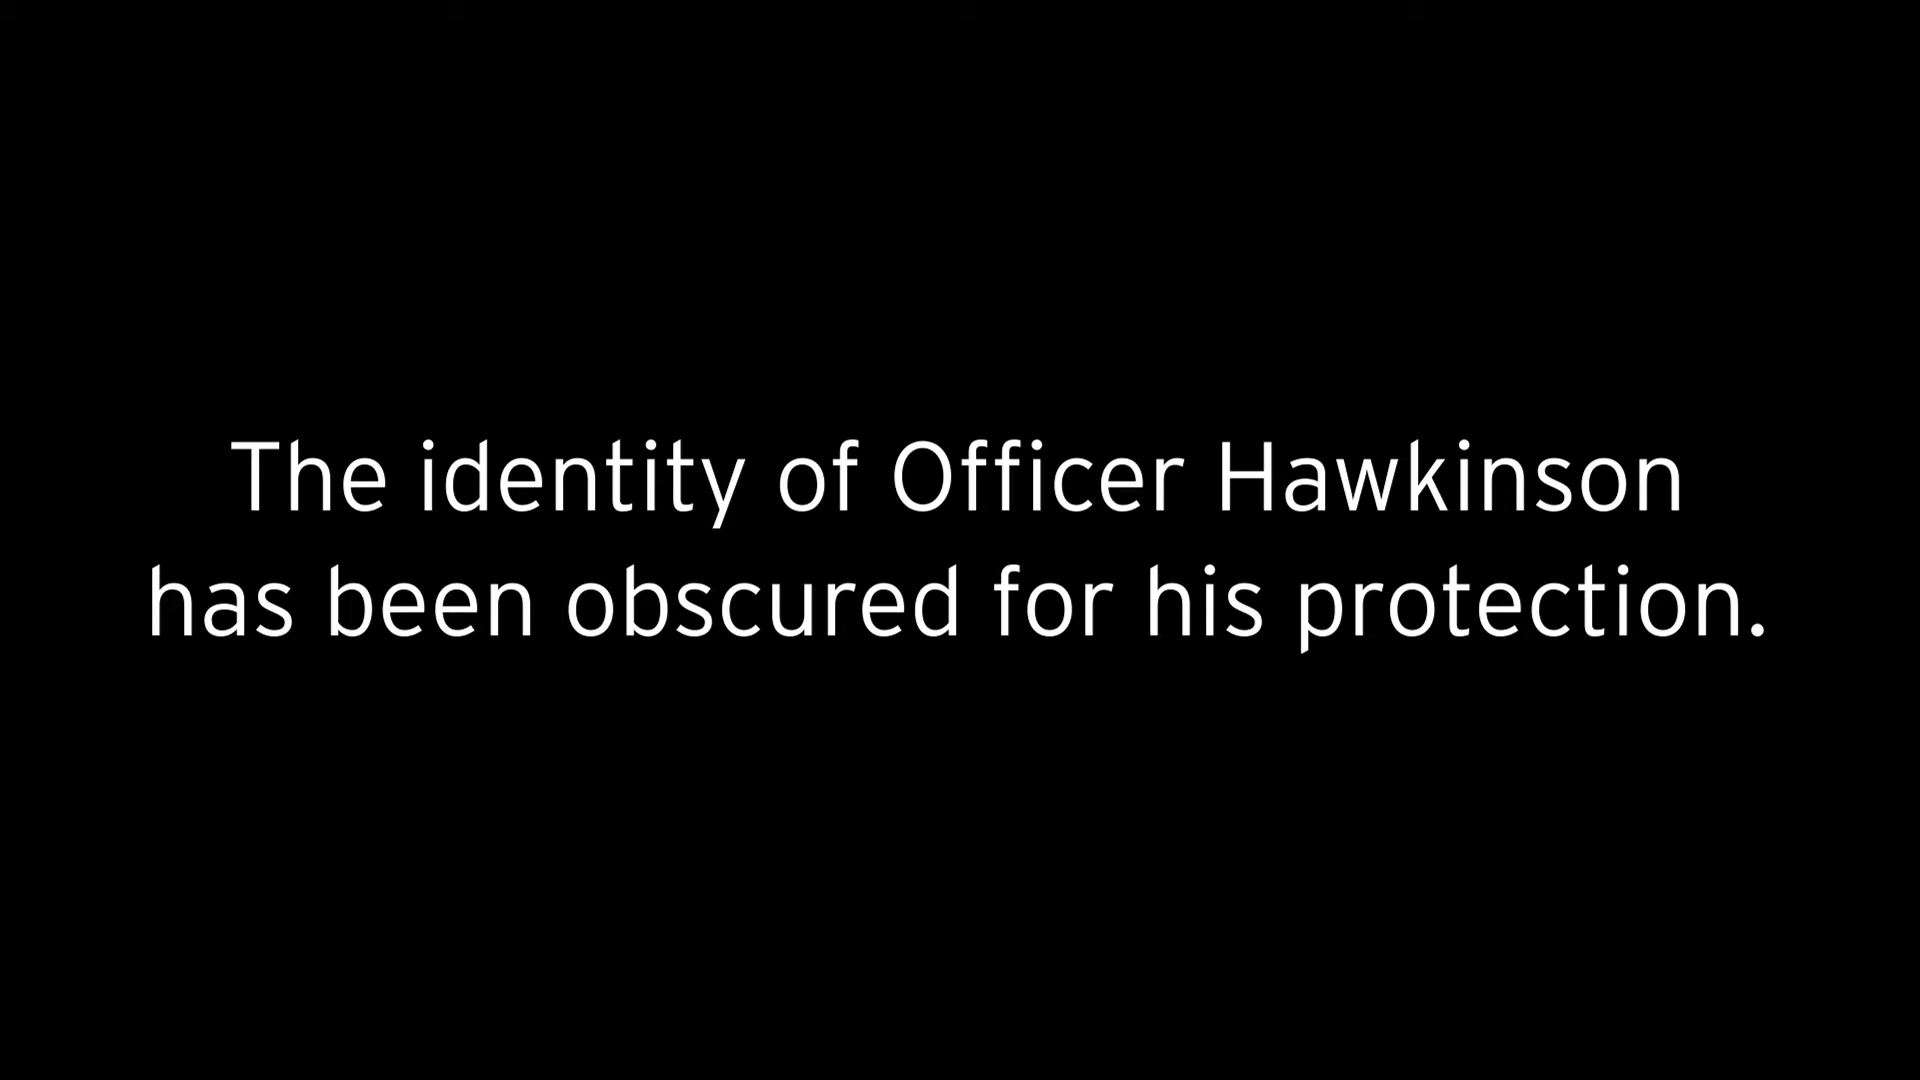 The identity of Officer Hawkinson
has been obscured for his protection.